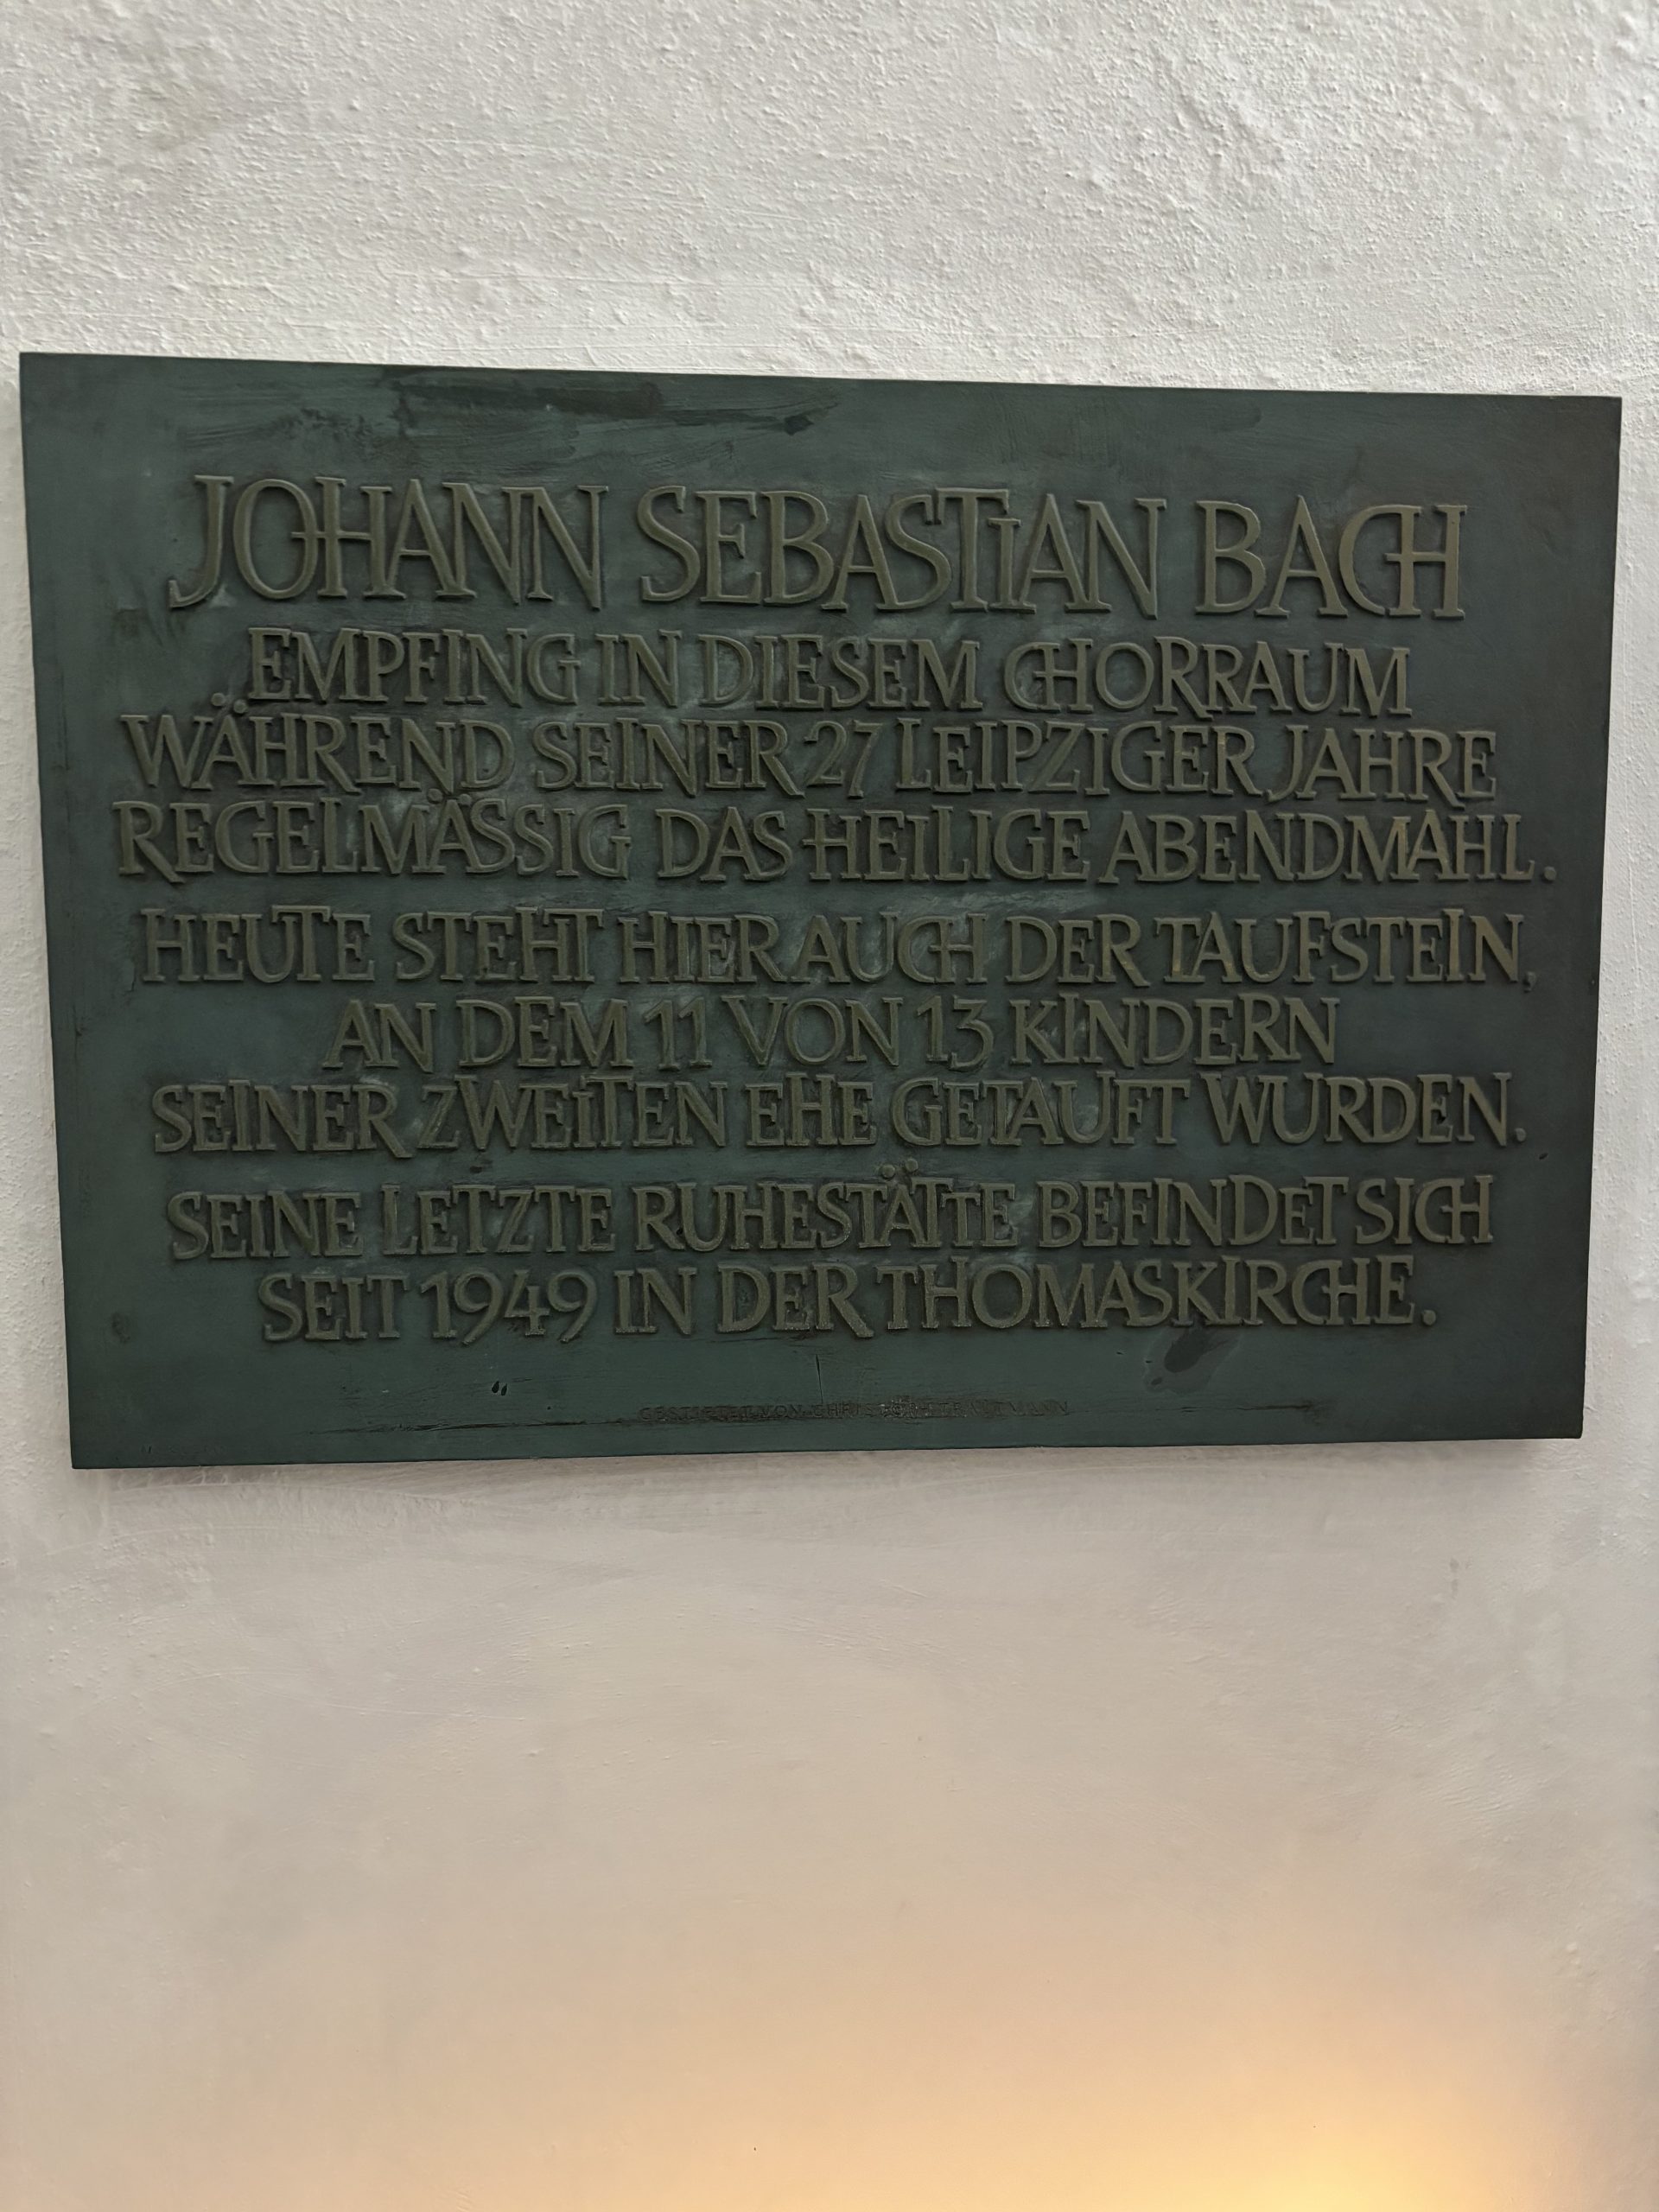 JOHANN SEBASTIAN BACH
EMPFING IN DIESEM CHORRAUM
WÄHREND SEINER 27 LEIPZIGER JAHRE
REGELMÄSSIG DAS HEILIGE ABENDMAHL.
HEUTE STEHT HIER AUCH DER TAUFSTEIN,
AN DEM 11 VON 13 KINDERN
SEINER ZWEITEN EHE GETAUFT WURDEN.
SEINE LETZTE RUHESTÄTTE BEFINDET SICH
SEIT 1949 IN DER THOMASKIRCHE.
GESTIFTET VON